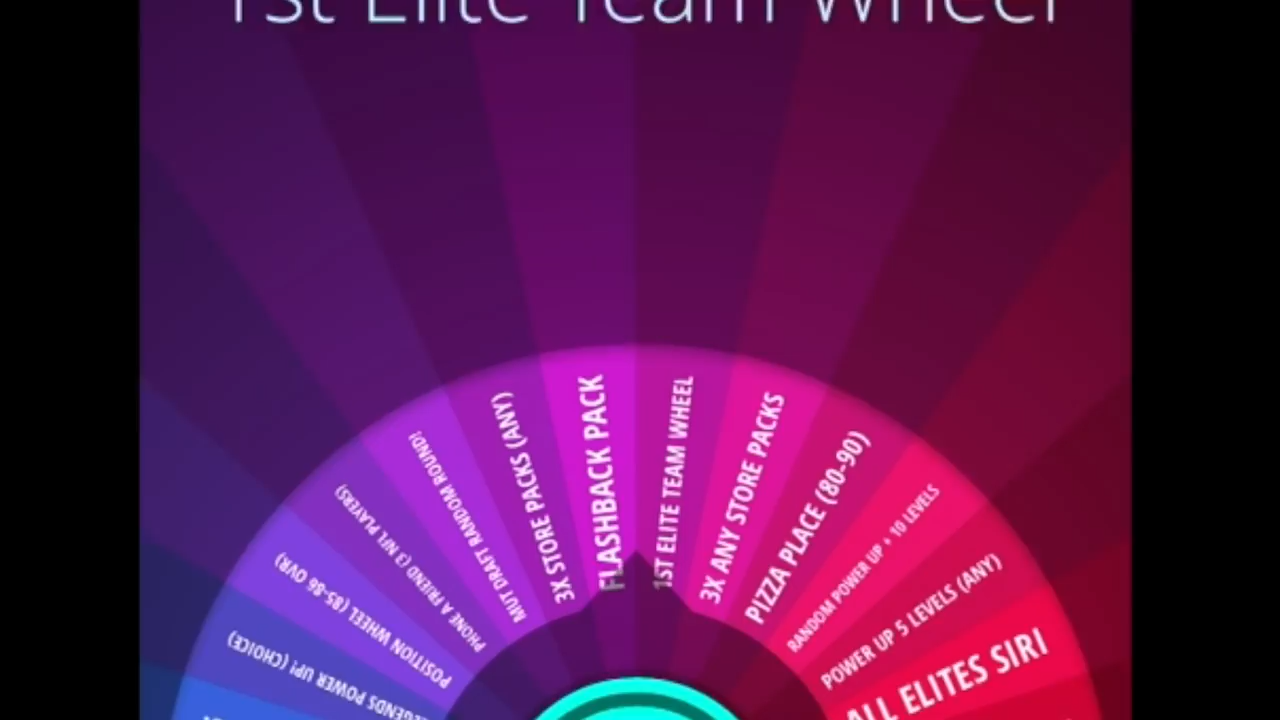 1st Elite Team Wheel
LEGENDS POWER UP! (CHOICE)
POSITION WHEEL (85-86 OVR)
PHONE A FRIEND (3 NFL PLAYERS)
MUT DRAFT RANDOM ROUND!
3X STORE PACKS (ANY)
FLASHBACK PACK
1ST ELITE TEAM WHEEL
3X ANY STORE PACKS
PIZZA PLACE (80-90)
RANDOM POWER UP + 10 LEVELS
POWER UP 5 LEVELS (ANY)
ALL ELITES SIRI